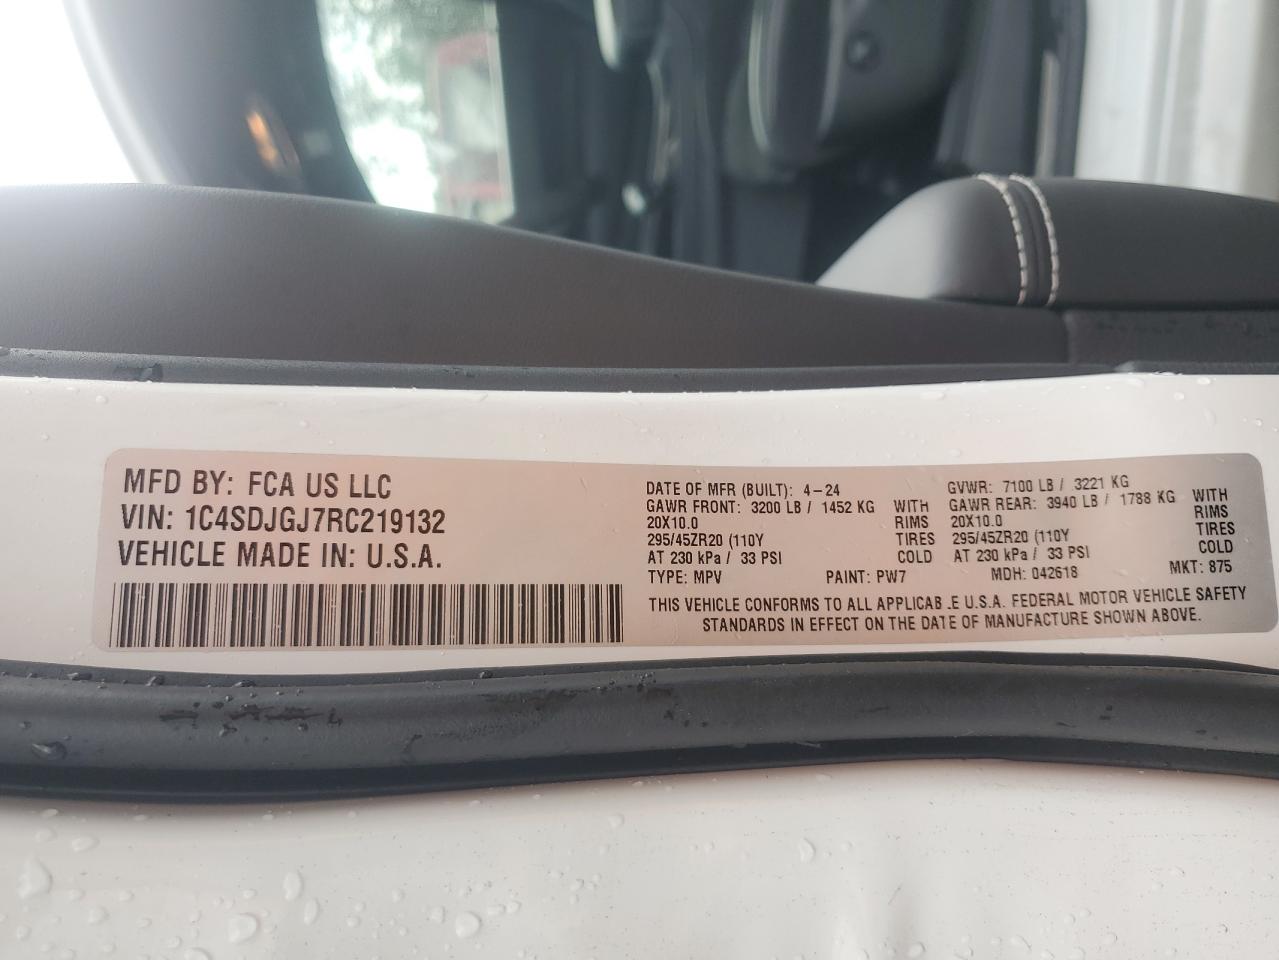 MFD BY: FCA US LLC
VIN: 1C4SDJGJ7RC219132
VEHICLE MADE IN: U.S.A.
DATE OF MFR (BUILT): 4-24
GAWR FRONT: 3200 LB / 1452 KG WITH
20X10.0 RIMS
295/45ZR20 (110Y TIRES
AT 230 kPa / 33 PSI COLD
TYPE: MPV PAINT: PW7
GVWR: 7100 LB / 3221 KG
GAWR REAR: 3940 LB / 1788 KG WITH
20X10.0 RIMS
295/45ZR20 (110Y TIRES
AT 230 kPa / 33 PSI COLD
MDH: 042618 MKT: 875
THIS VEHICLE CONFORMS TO ALL APPLICAB.E U.S.A. FEDERAL MOTOR VEHICLE SAFETY
STANDARDS IN EFFECT ON THE DATE OF MANUFACTURE SHOWN ABOVE.